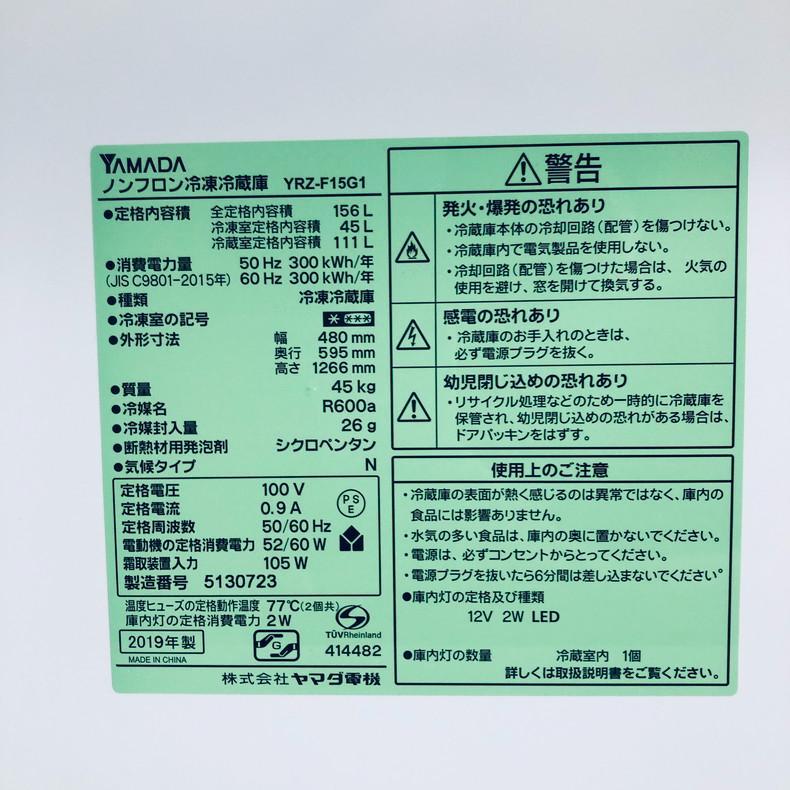 YAMADA
ノンフロン冷凍冷蔵庫 YRZ-F15G1
●定格内容積 全定格内容積 156 L
冷凍室定格内容積 45 L
冷蔵室定格内容積 111 L
●消費電力量 50 Hz 300 kWh/年
(JIS C9801-2015年) 60 Hz 300 kWh/年
●種類 冷凍冷蔵庫
●冷凍室の記号 * ***
●外形寸法 幅 480 mm
奥行 595 mm
高さ 1266 mm
●質量 45 kg
●冷媒名 R600a
●冷媒封入量 26 g
●断熱材用発泡剤 シクロペンタン
●気候タイプ N
定格電圧 100 V
定格電流 0.9 A
定格周波数 50/60 Hz
電動機の定格消費電力 52/60 W
霜取装置入力 105 W
製造番号 5130723
PSE
温度ヒューズの定格動作温度 77℃(2個共)
庫内灯の定格消費電力 2 W
2019年製
MADE IN CHINA
G
TÜVRheinland
414482
株式会社 ヤマダ電機
警告
発火・爆発の恐れあり
・冷蔵庫本体の冷却回路(配管)を傷つけない。
・冷蔵庫内で電気製品を使用しない。
・冷却回路(配管)を傷つけた場合は、火気の
使用を避け、窓を開けて換気する。
感電の恐れあり
・冷蔵庫のお手入れのときは、
必ず電源プラグを抜く。
幼児閉じ込めの恐れあり
・リサイクル処理などのため一時的に冷蔵庫を
保管され、幼児閉じ込めの恐れがある場合は、
ドアパッキンをはずす。
使用上のご注意
・冷蔵庫の表面が熱く感じるのは異常ではなく、庫内の
食品には影響ありません。
・水気の多い食品は、庫内の奥に置かないでください。
・電源は、必ずコンセントからとってください。
・電源プラグを抜いたら6分間は差し込まないでください。
●庫内灯の定格及び種類
12V 2W LED
●庫内灯の数量 冷蔵室内 1個
詳しくは取扱説明書をご覧ください。